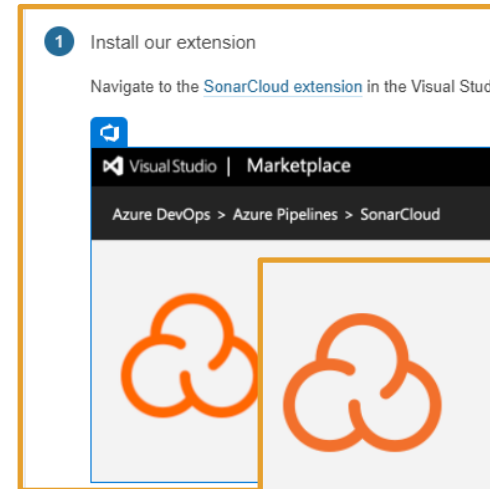 1 Install our extension
Navigate to the SonarCloud extension in the Visual
Visual Studio | Marketplace
Azure DevOps > Azure Pipelines > SonarCloud